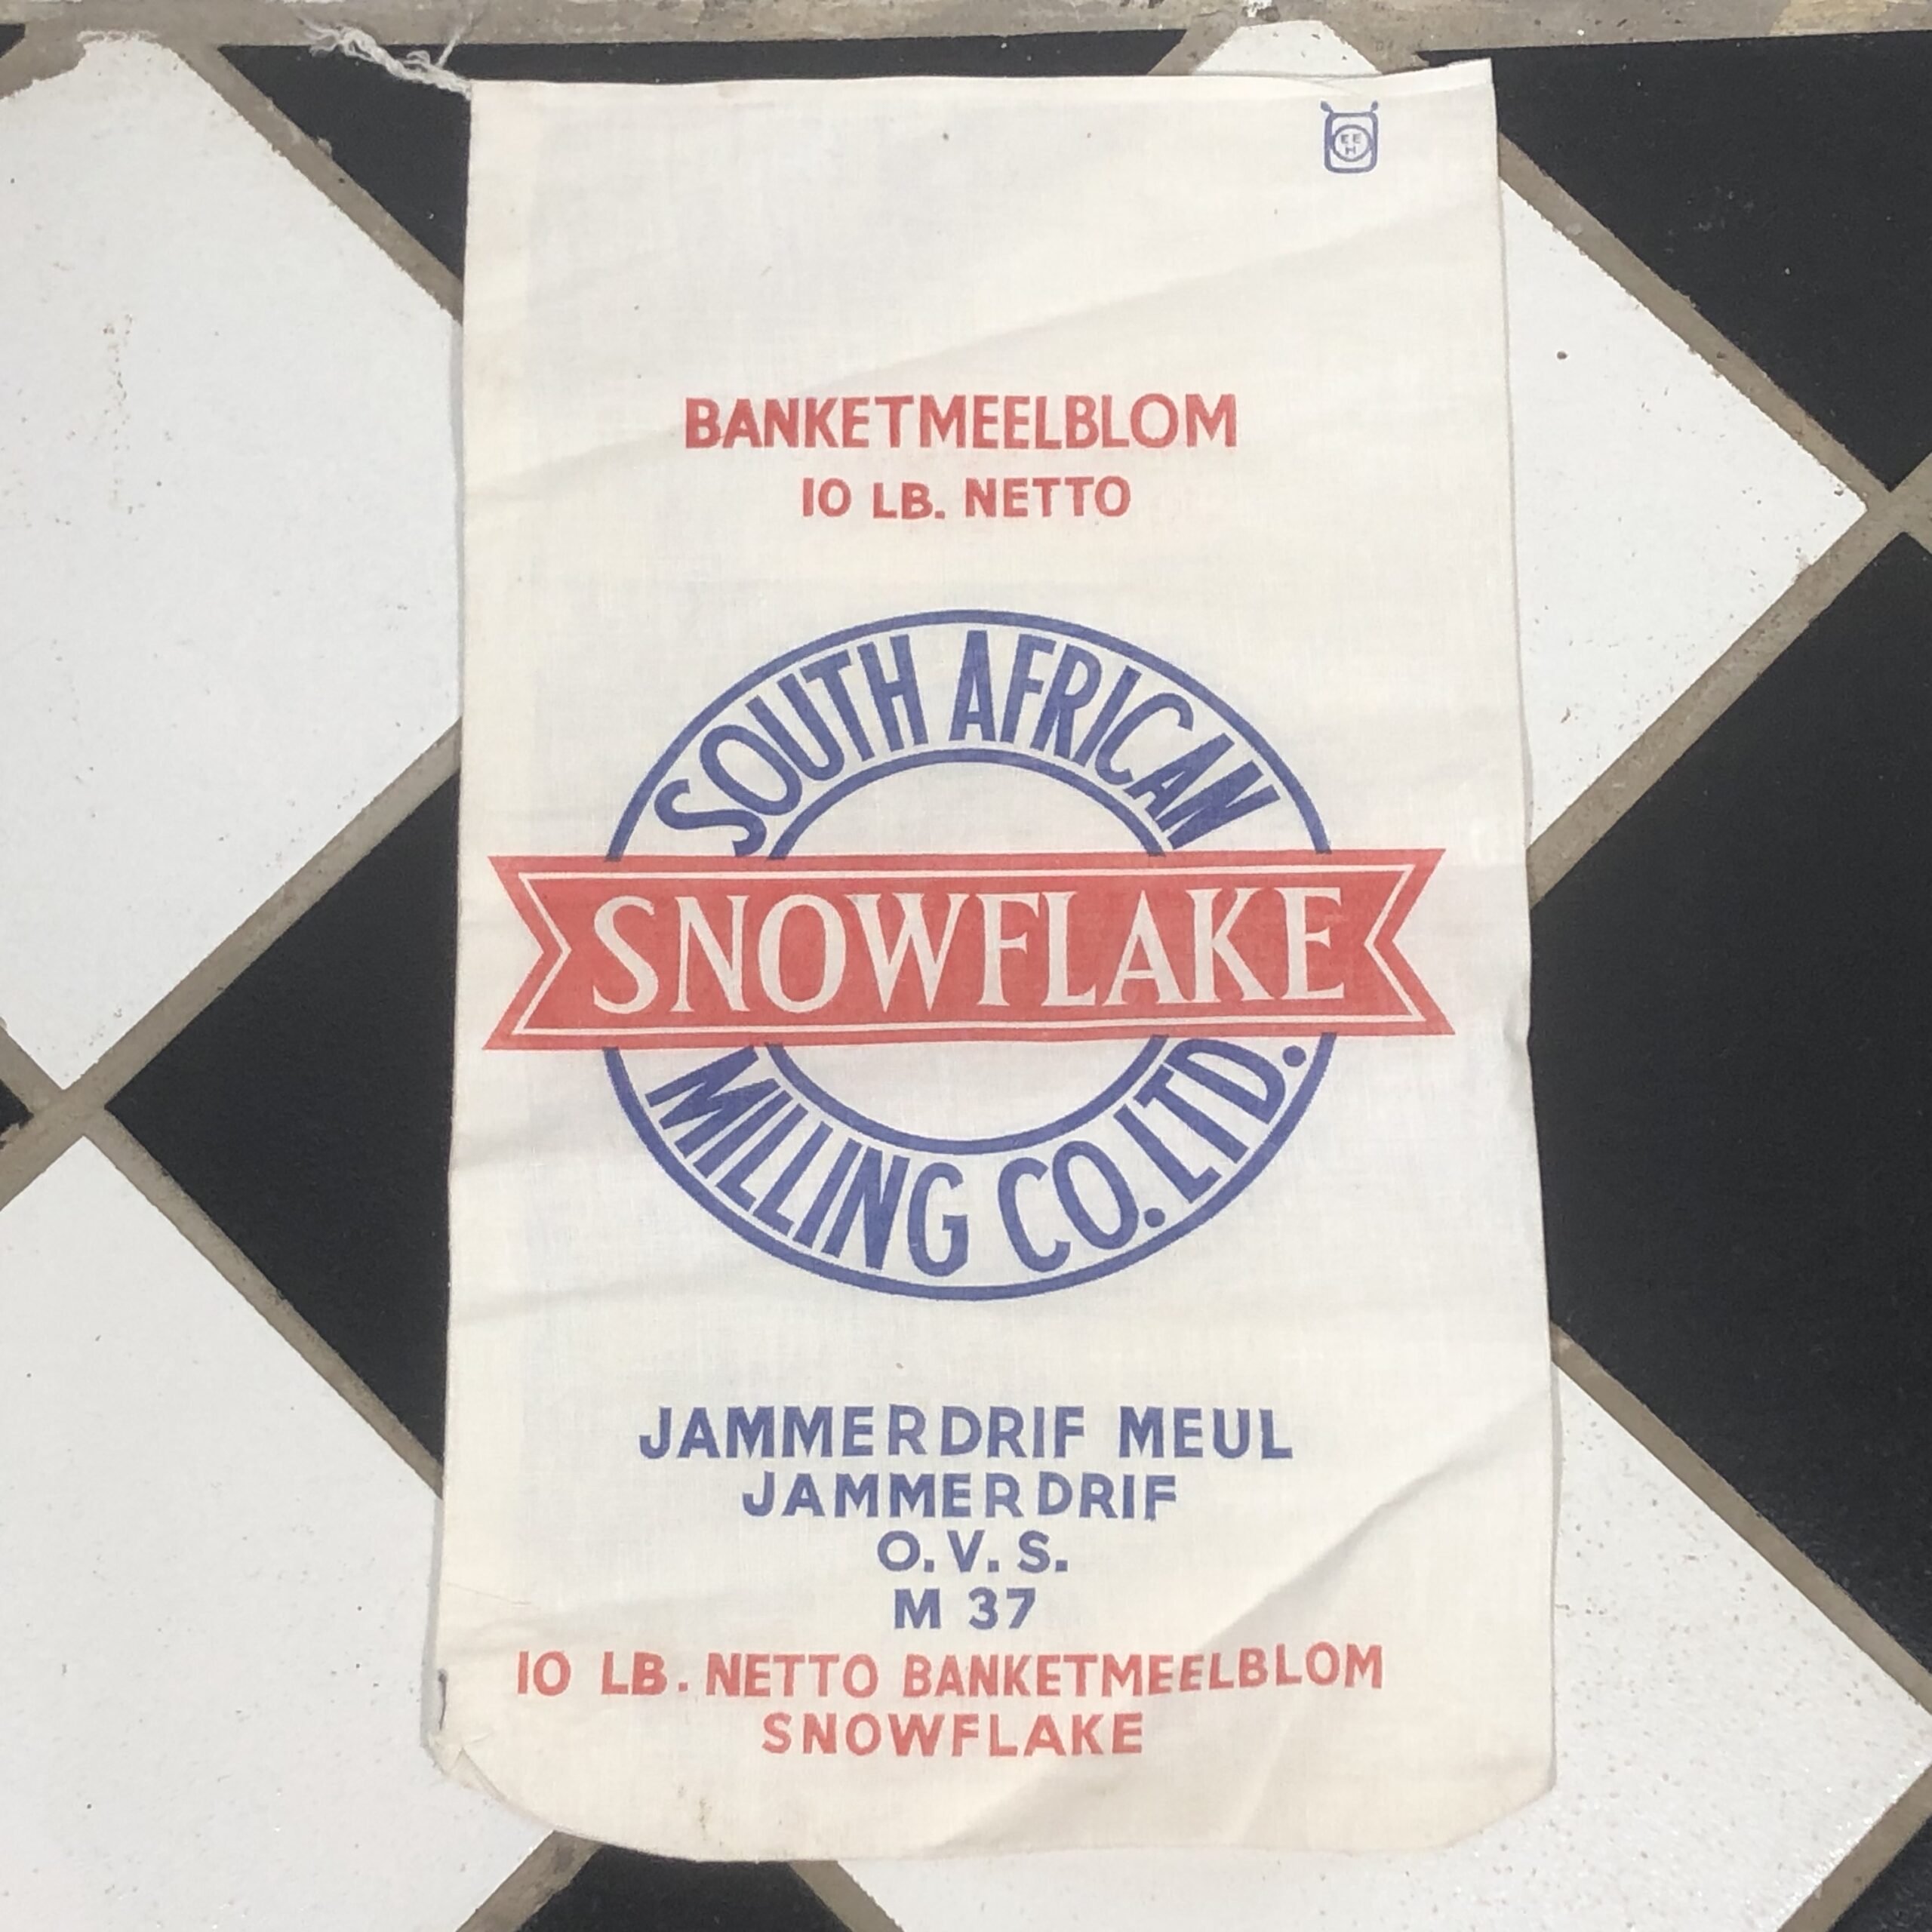 EE
H
BANKETMEELBLOM
10 LB. NETTO
SOUTH AFRICAN
SNOWFLAKE
MILLING CO. LTD.
JAMMERDRIF MEUL
JAMMERDRIF
O.V.S.
M 37
10 LB. NETTO BANKETMEELBLOM
SNOWFLAKE